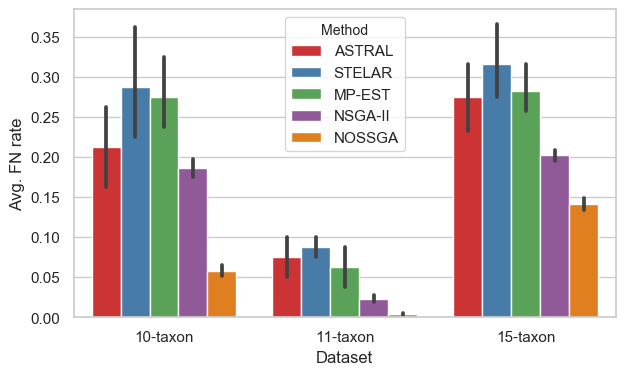 Avg. FN rate
0.35
0.30
0.25
0.20
0.15
0.10
0.05
0.00
Method
ASTRAL
STELAR
MP-EST
NSGA-II
NOSSGA
10-taxon
11-taxon
15-taxon
Dataset